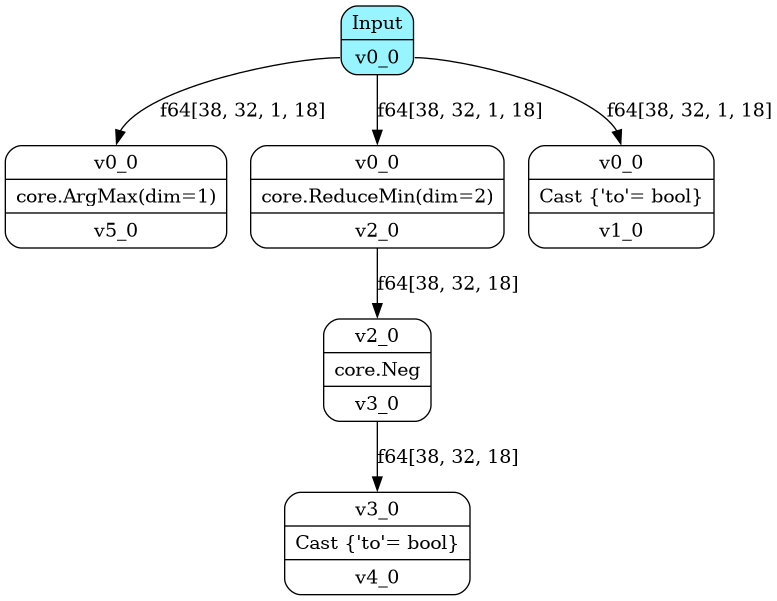 Input
v0_0
f64[38, 32, 1, 18]
f64[38, 32, 1, 18]
f64[38, 32, 1, 18]
v0_0
core.ArgMax(dim=1)
v5_0
v0_0
core.ReduceMin(dim=2)
v2_0
v0_0
Cast {'to'= bool}
v1_0
f64[38, 32, 18]
v2_0
core.Neg
v3_0
f64[38, 32, 18]
v3_0
Cast {'to'= bool}
v4_0